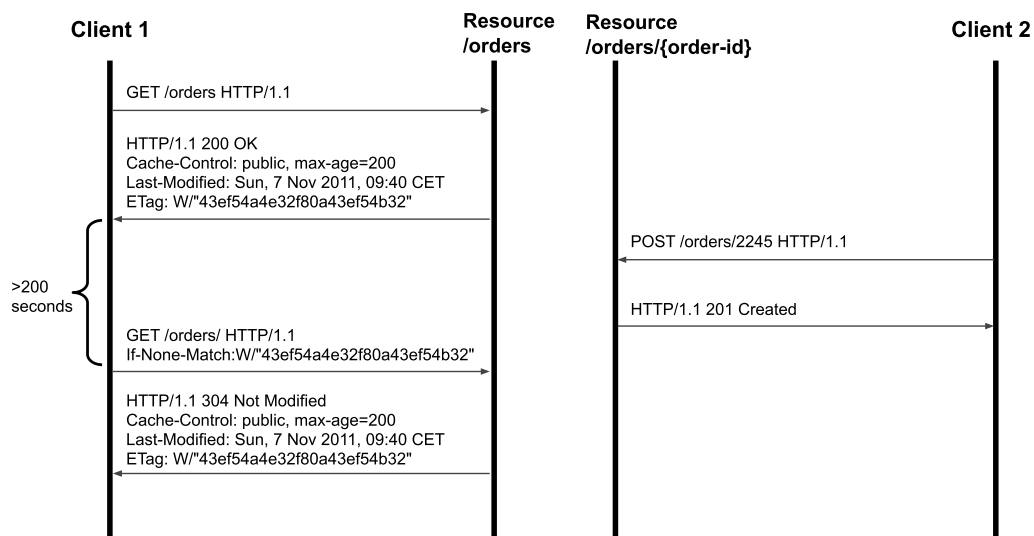 Client 1
Resource
/orders
Resource
/orders/{order-id}
Client 2
GET /orders HTTP/1.1
HTTP/1.1 200 OK
Cache-Control: public, max-age=200
Last-Modified: Sun, 7 Nov 2011, 09:40 CET
ETag: W/"43ef54a4e32f80a43ef54b32"
POST /orders/2245 HTTP/1.1
>200
seconds
HTTP/1.1 201 Created
GET /orders/ HTTP/1.1
If-None-Match:W/"43ef54a4e32f80a43ef54b32"
HTTP/1.1 304 Not Modified
Cache-Control: public, max-age=200
Last-Modified: Sun, 7 Nov 2011, 09:40 CET
ETag: W/"43ef54a4e32f80a43ef54b32"